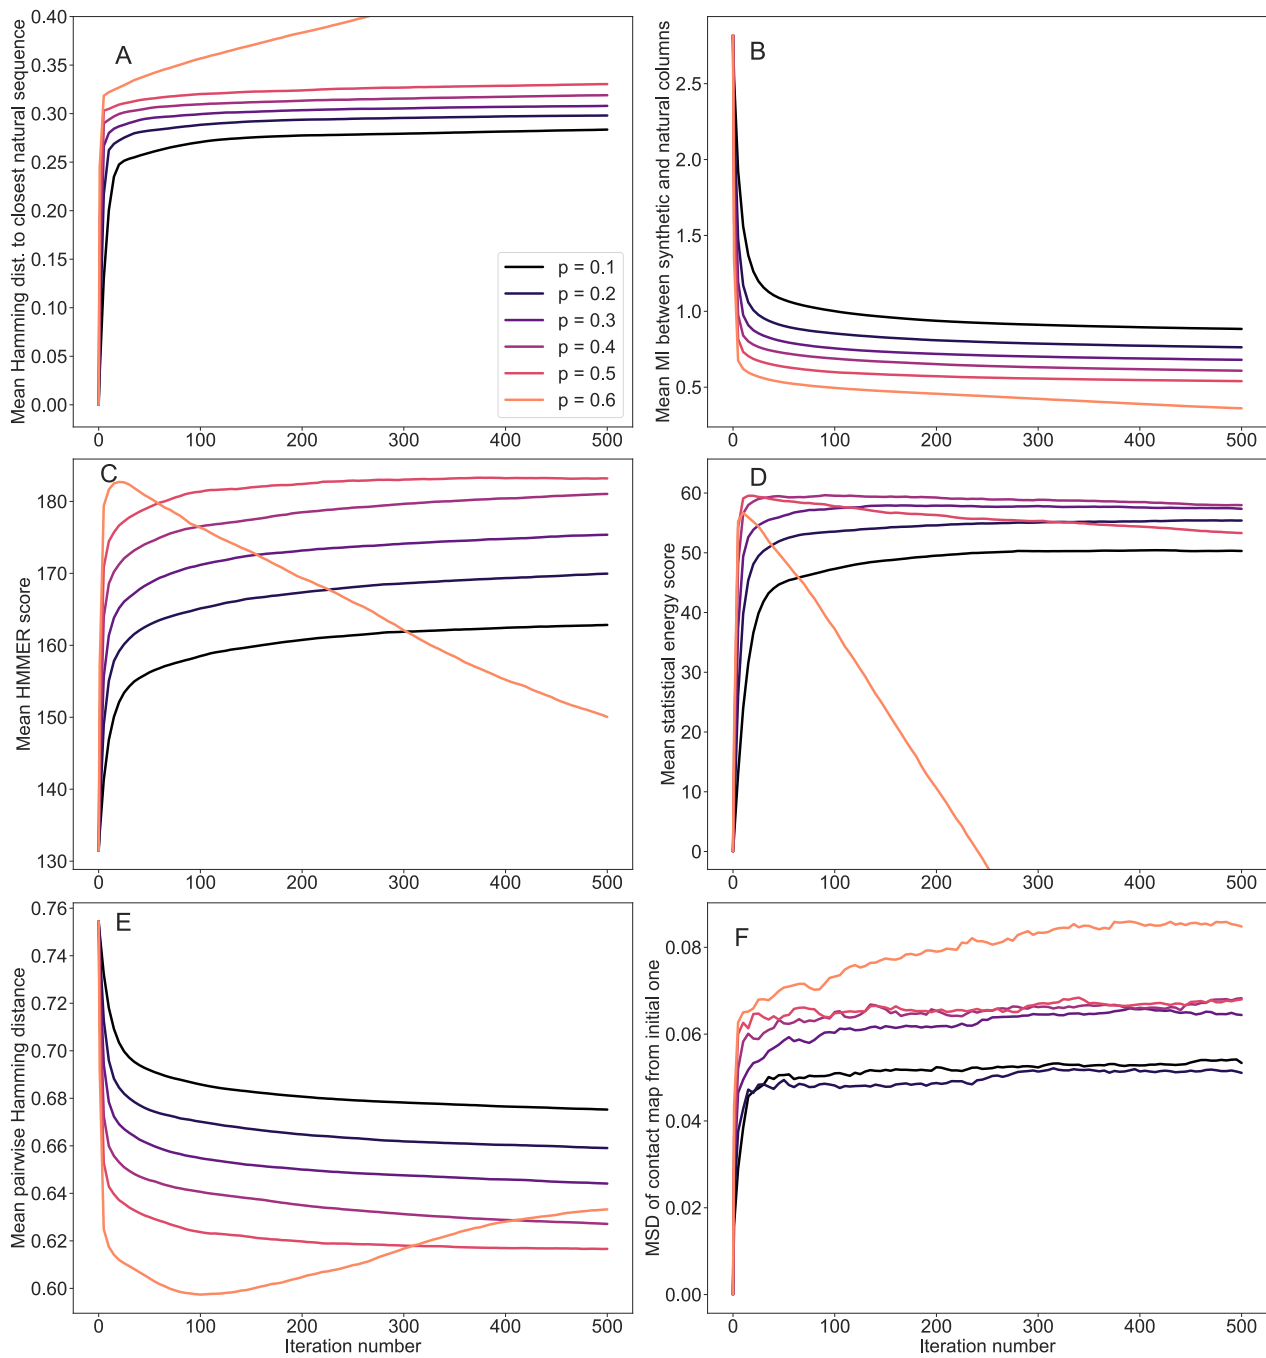 A
Mean Hamming dist. to closest natural sequence
0.40
0.35
0.30
0.25
0.20
0.15
0.10
0.05
0.00
0 100 200 300 400 500
p = 0.1
p = 0.2
p = 0.3
p = 0.4
p = 0.5
p = 0.6
B
Mean MI between synthetic and natural columns
2.5
2.0
1.5
1.0
0.5
0 100 200 300 400 500
C
Mean HMMER score
180
170
160
150
140
130
0 100 200 300 400 500
D
Mean statistical energy score
60
50
40
30
20
10
0
0 100 200 300 400 500
E
Mean pairwise Hamming distance
0.76
0.74
0.72
0.70
0.68
0.66
0.64
0.62
0.60
0 100 200 300 400 500
Iteration number
F
MSD of contact map from initial one
0.08
0.06
0.04
0.02
0.00
0 100 200 300 400 500
Iteration number